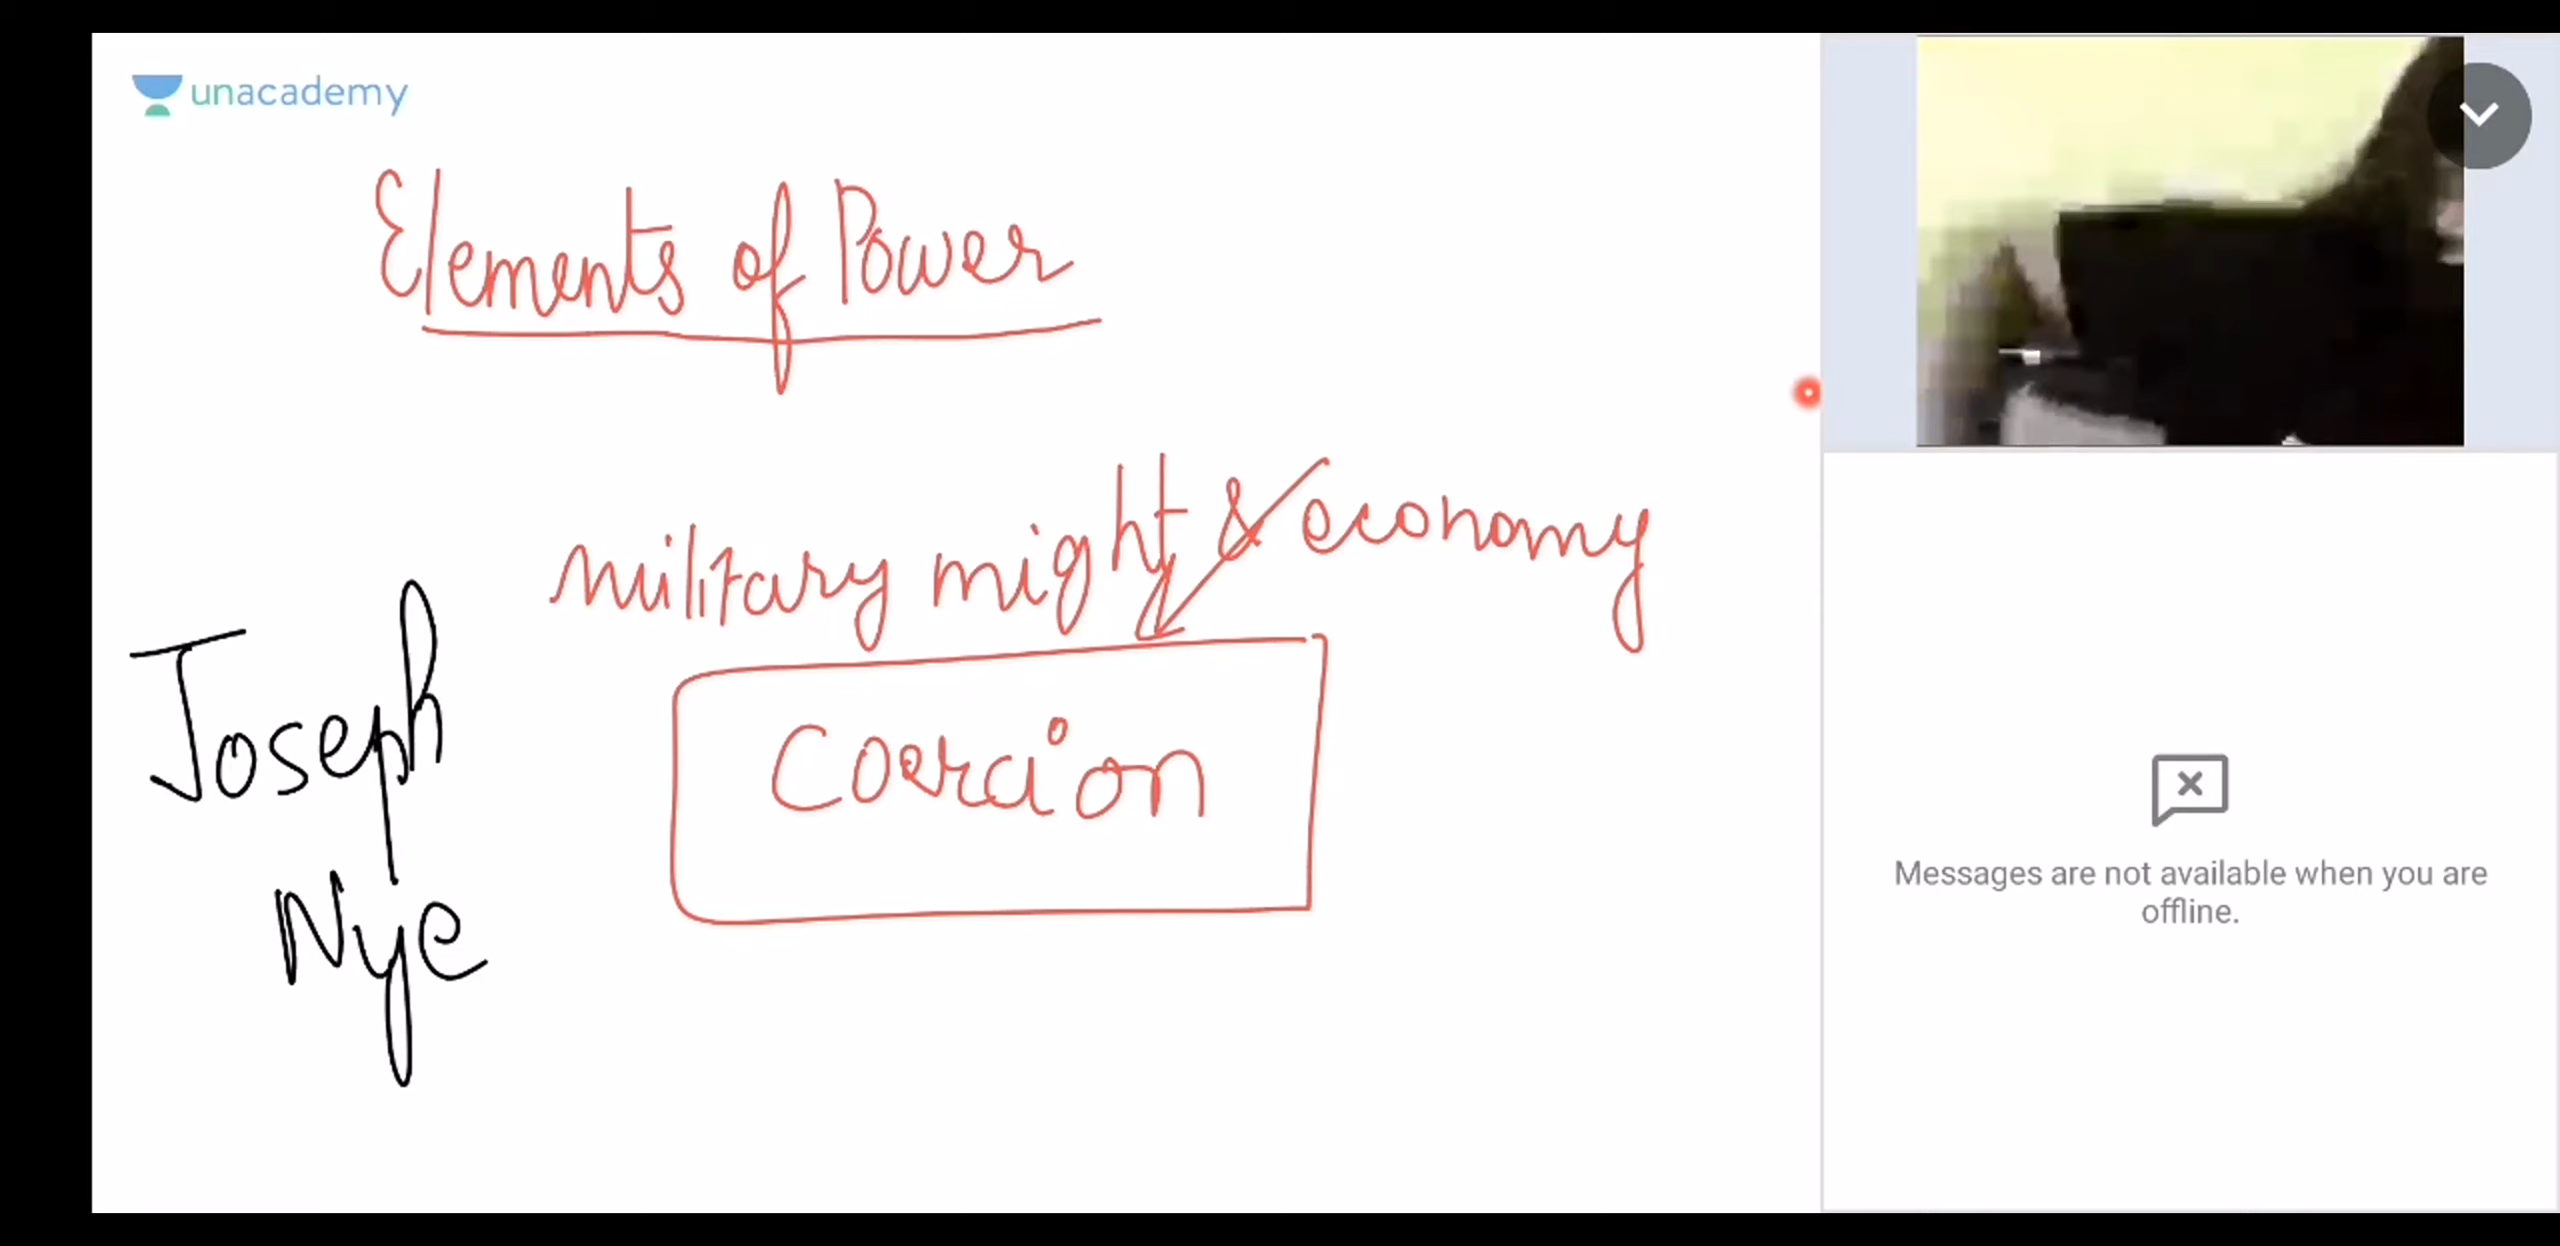 unacademy
Elements of Power
military might & economy
Joseph
Nye
Coercion
Messages are not available when you are
offline.